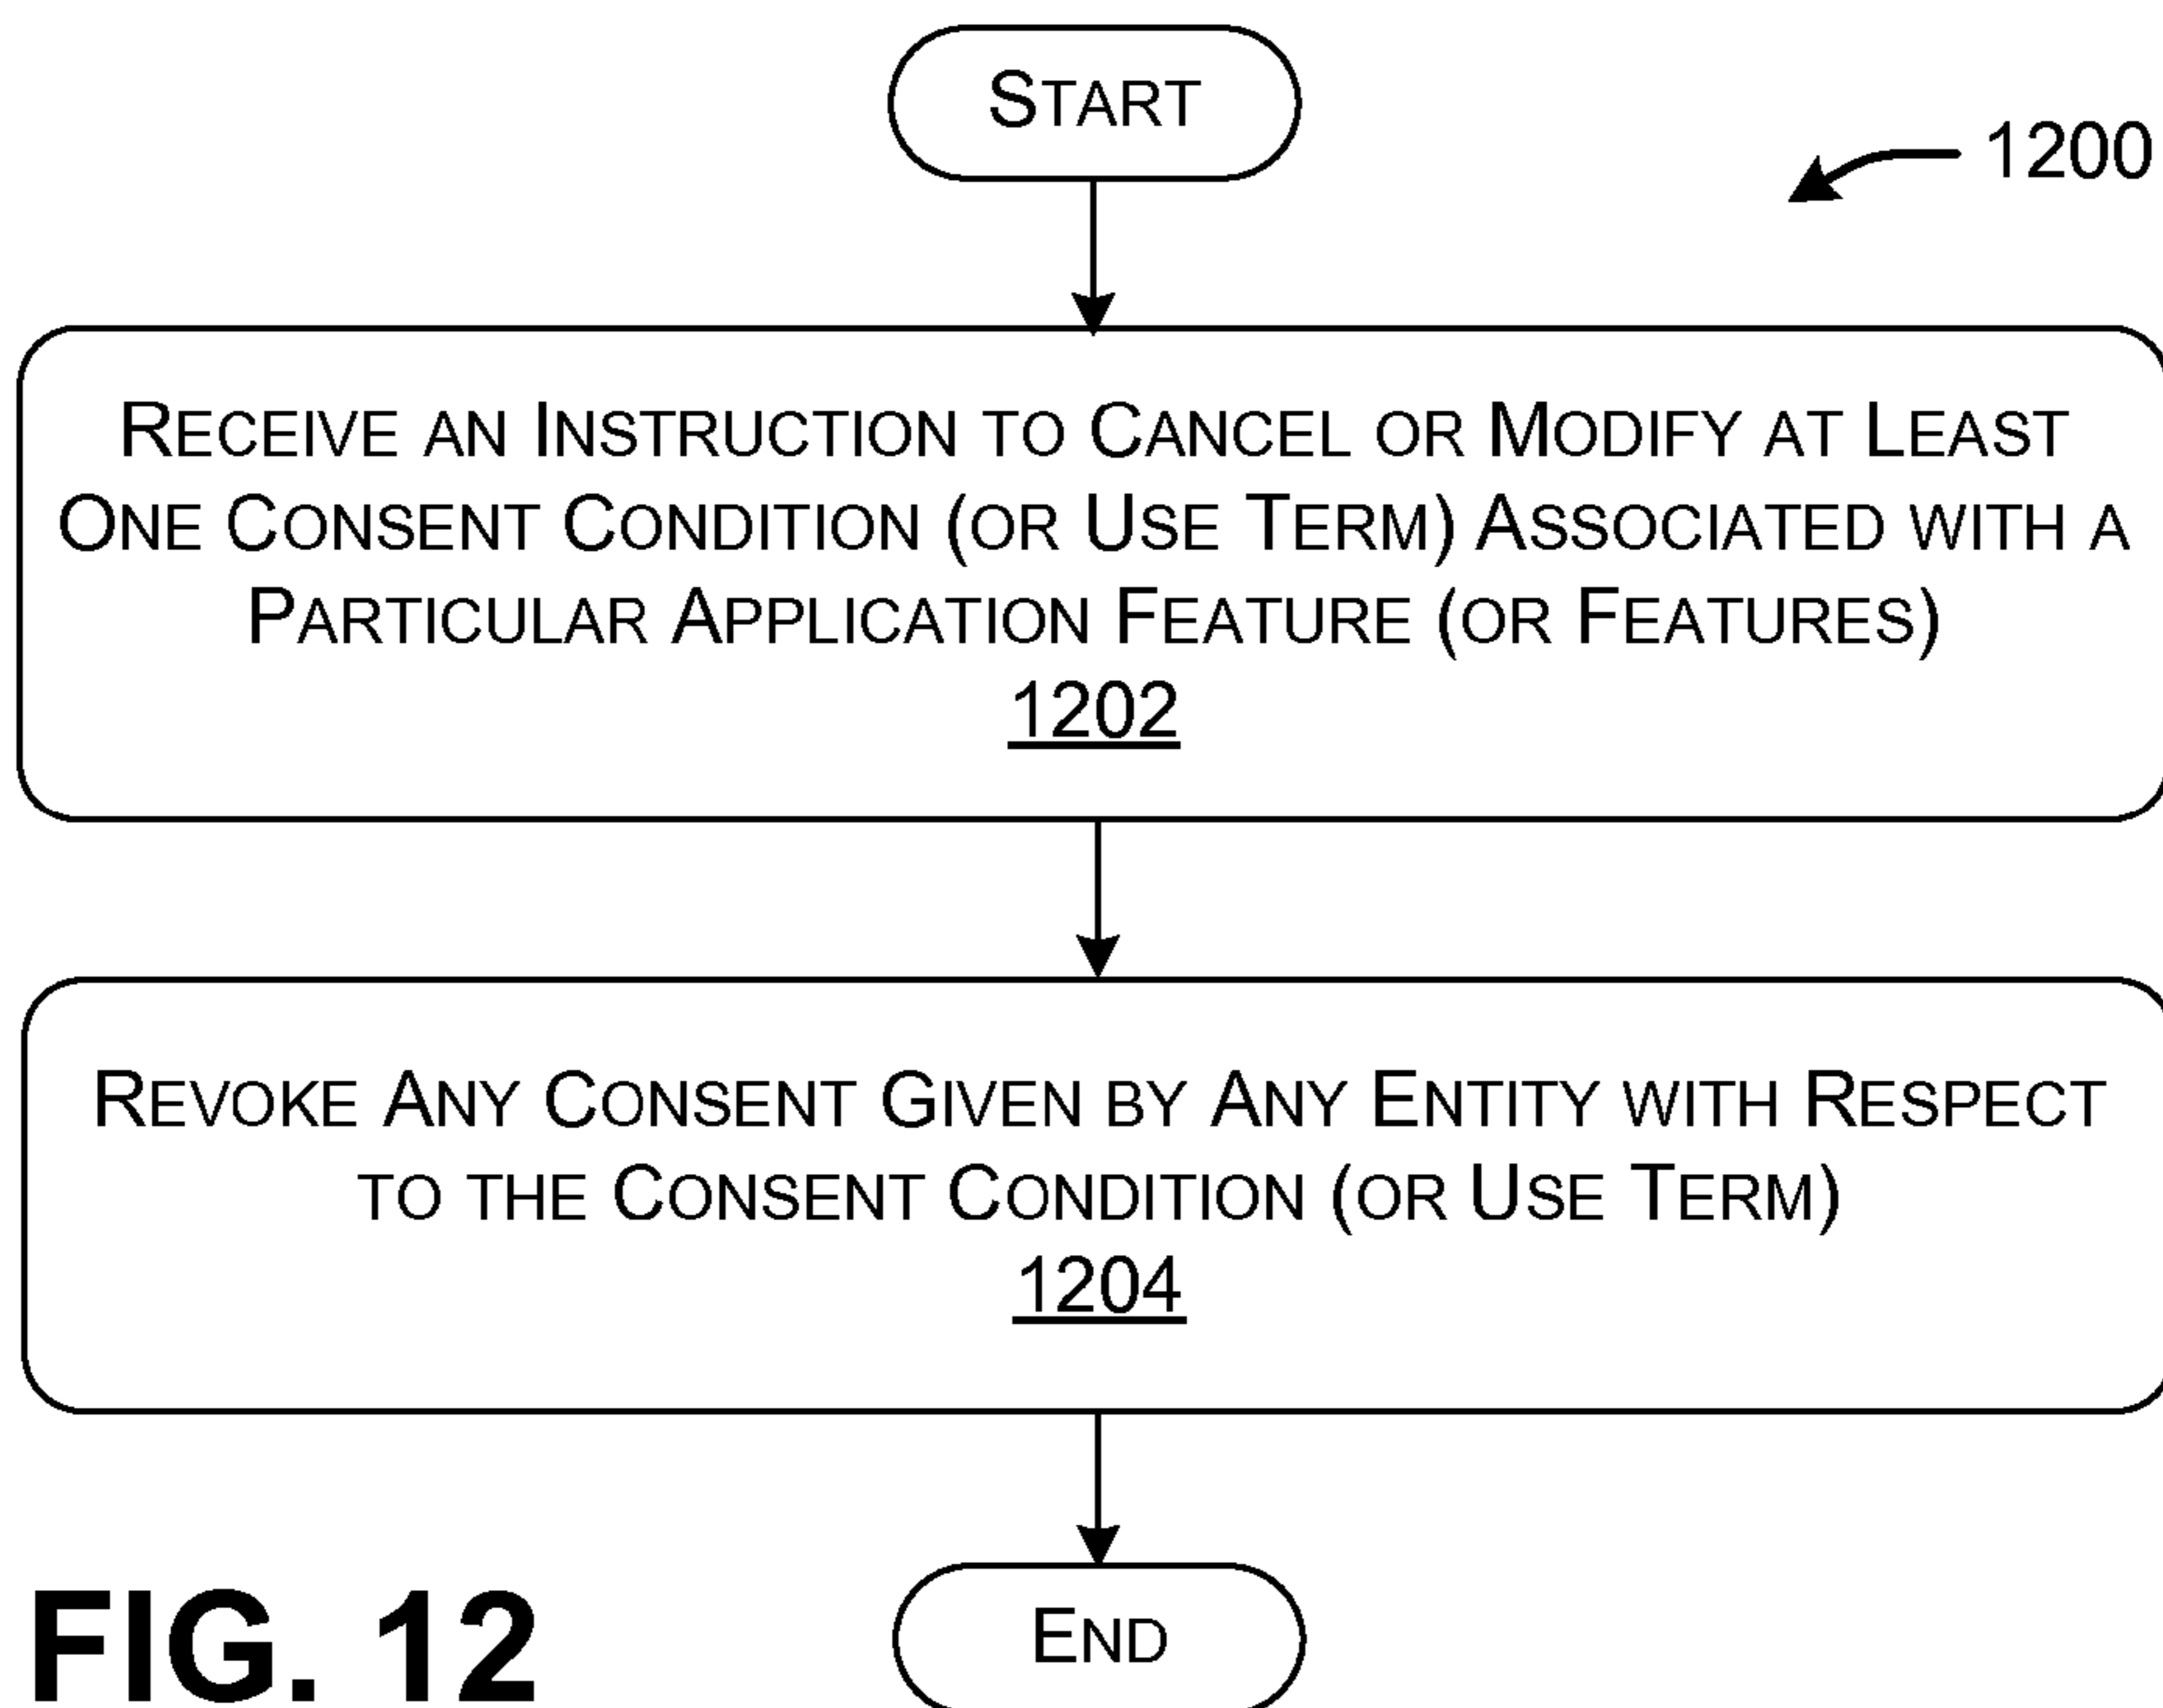 START
1200
RECEIVE AN INSTRUCTION TO CANCEL OR MODIFY AT LEAST
ONE CONSENT CONDITION (OR USE TERM) ASSOCIATED WITH A
PARTICULAR APPLICATION FEATURE (OR FEATURES)
1202
REVOKE ANY CONSENT GIVEN BY ANY ENTITY WITH RESPECT
TO THE CONSENT CONDITION (OR USE TERM)
1204
END
FIG. 12